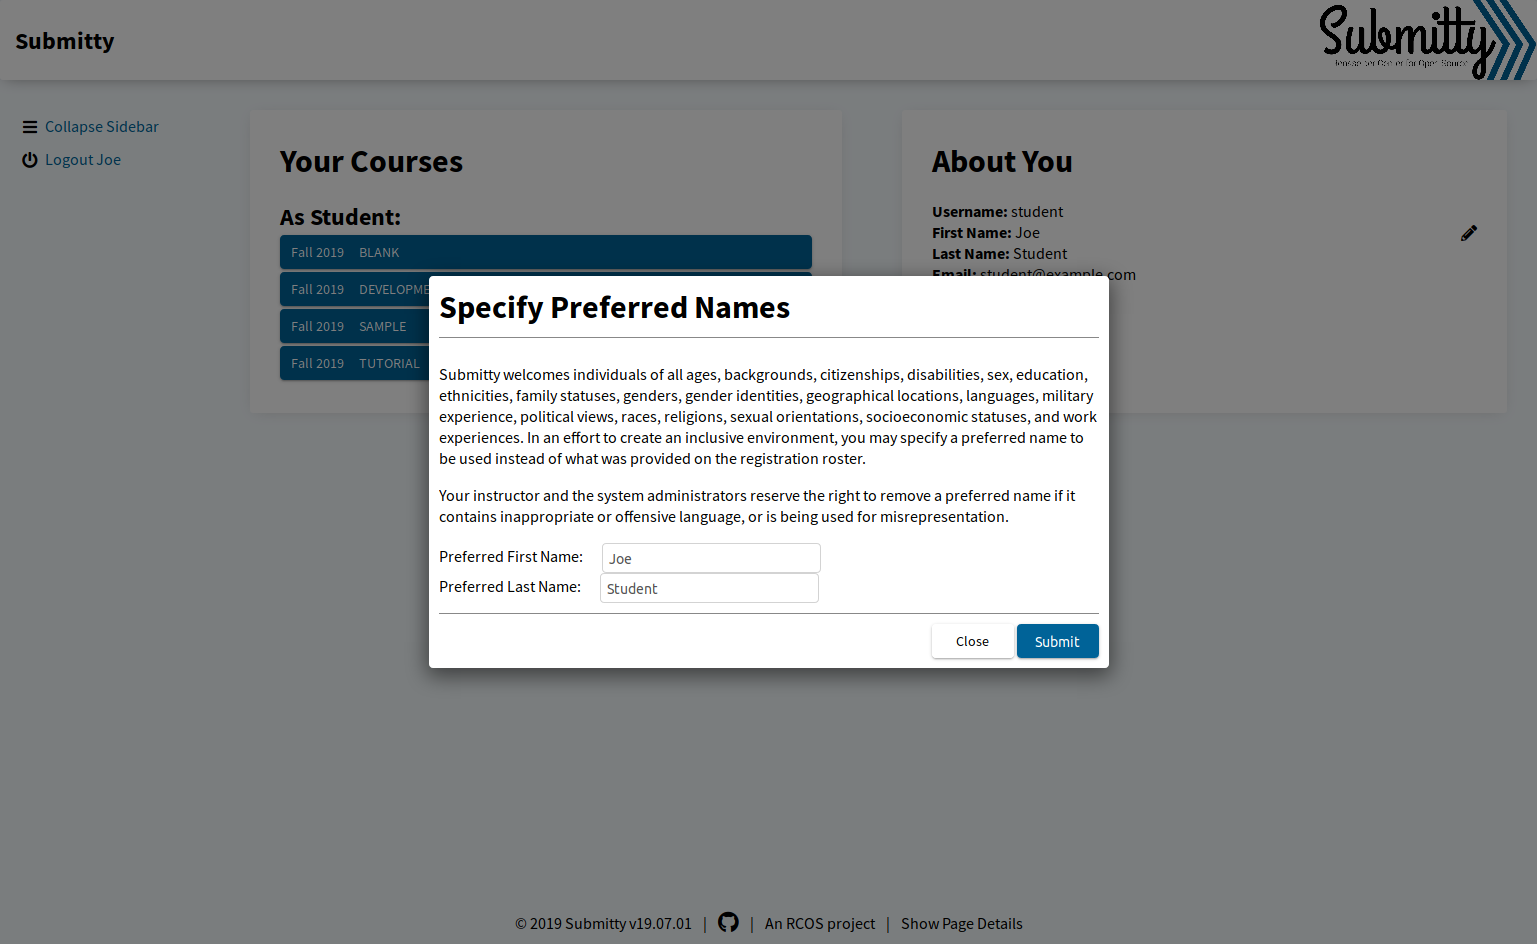 Submitty
Submitty
Collapse Sidebar
Logout Joe
Your Courses
As Student:
Fall 2019 BLANK
Fall 2019
Fall 2019 SAMPLE
Fall 2019 TUTORIAL
About You
Username: student
First Name: Joe
Last Name: Student
Email: student@example.com
Specify Preferred Names
Submitty welcomes individuals of all ages, backgrounds, citizenships, disabilities, sex, education,
ethnicities, family statuses, genders, gender identities, geographical locations, languages, military
experience, political views, races, religions, sexual orientations, socioeconomic statuses, and work
experiences. In an effort to create an inclusive environment, you may specify a preferred name to
be used instead of what was provided on the registration roster.
Your instructor and the system administrators reserve the right to remove a preferred name if it
contains inappropriate or offensive language, or is being used for misrepresentation.
Preferred First Name: Joe
Preferred Last Name: Student
Close Submit
© 2019 Submitty v19.07.01 | | An RCOS project | Show Page Details